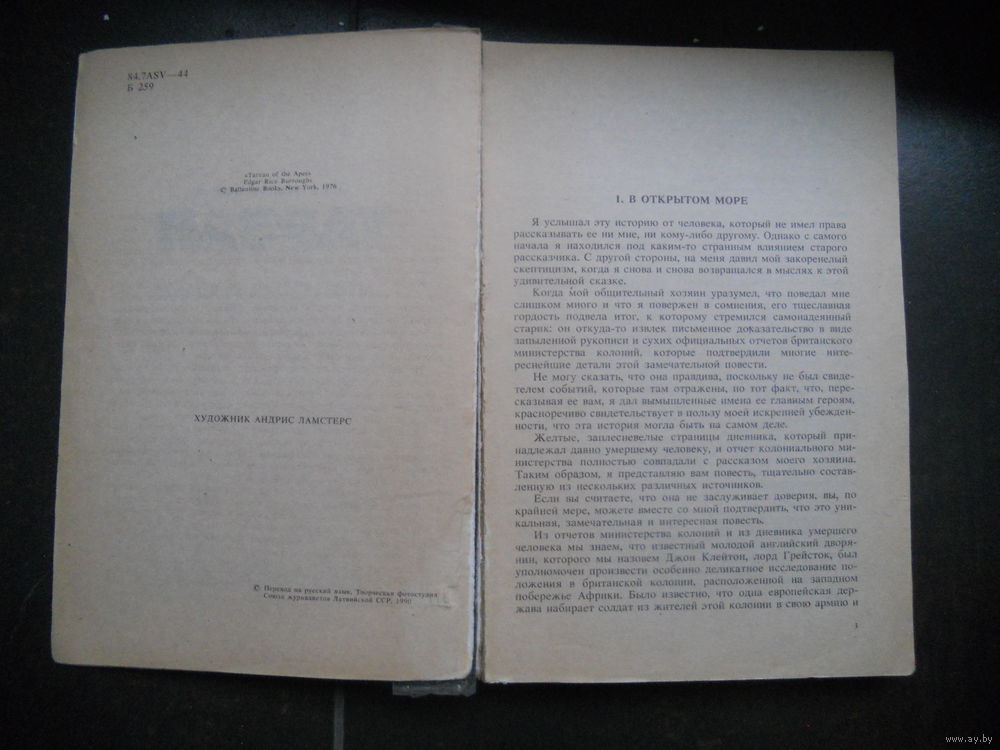 84.7ASV—44
Б 259
«Tarzan of the Apes»
Edgar Rice Burroughs
© Ballantine Books, New York, 1976
ХУДОЖНИК АНДРИС ЛАМСТЕРС
© Перевод на русский язык, Творческая фотостудия
Союза журналистов Латвийской ССР, 1990
1. В ОТКРЫТОМ МОРЕ
Я услышал эту историю от человека, который не имел права
рассказывать ее ни мне, ни кому-либо другому. Однако с самого
начала я находился под каким-то странным влиянием старого
рассказчика. С другой стороны, на меня давил мой закоренелый
скептицизм, когда я снова и снова возвращался в мыслях к этой
удивительной сказке.
Когда мой общительный хозяин уразумел, что поведал мне
слишком много и что я повержен в сомнения, его тщеславная
гордость подвела итог, к которому стремился самонадеянный
старик: он откуда-то извлек письменное доказательство в виде
запыленной рукописи и сухих официальных отчетов британского
министерства колоний, которые подтвердили многие инте-
реснейшие детали этой замечательной повести.
Не могу сказать, что она правдива, поскольку не был свиде-
телем событий, которые там отражены, но тот факт, что, пере-
сказывая ее вам, я дал вымышленные имена ее главным героям,
красноречиво свидетельствует в пользу моей искренней убежден-
ности, что эта история могла быть на самом деле.
Желтые, заплесневелые страницы дневника, который при-
надлежал давно умершему человеку, и отчет колониального ми-
нистерства полностью совпадали с рассказом моего хозяина.
Таким образом, я представляю вам повесть, тщательно состав-
ленную из нескольких различных источников.
Если вы считаете, что она не заслуживает доверия, вы, по
крайней мере, можете вместе со мной подтвердить, что это уни-
кальная, замечательная и интересная повесть.
Из отчетов министерства колоний и из дневника умершего
человека мы знаем, что известный молодой английский дворя-
нин, которого мы назовем Джон Клейтон, лорд Грейсток, был
уполномочен произвести особенно деликатное исследование по-
ложения в британской колонии, расположенной на западном
побережье Африки. Было известно, что одна европейская дер-
жава набирает солдат из жителей этой колонии в свою армию и
3
www.ay.by